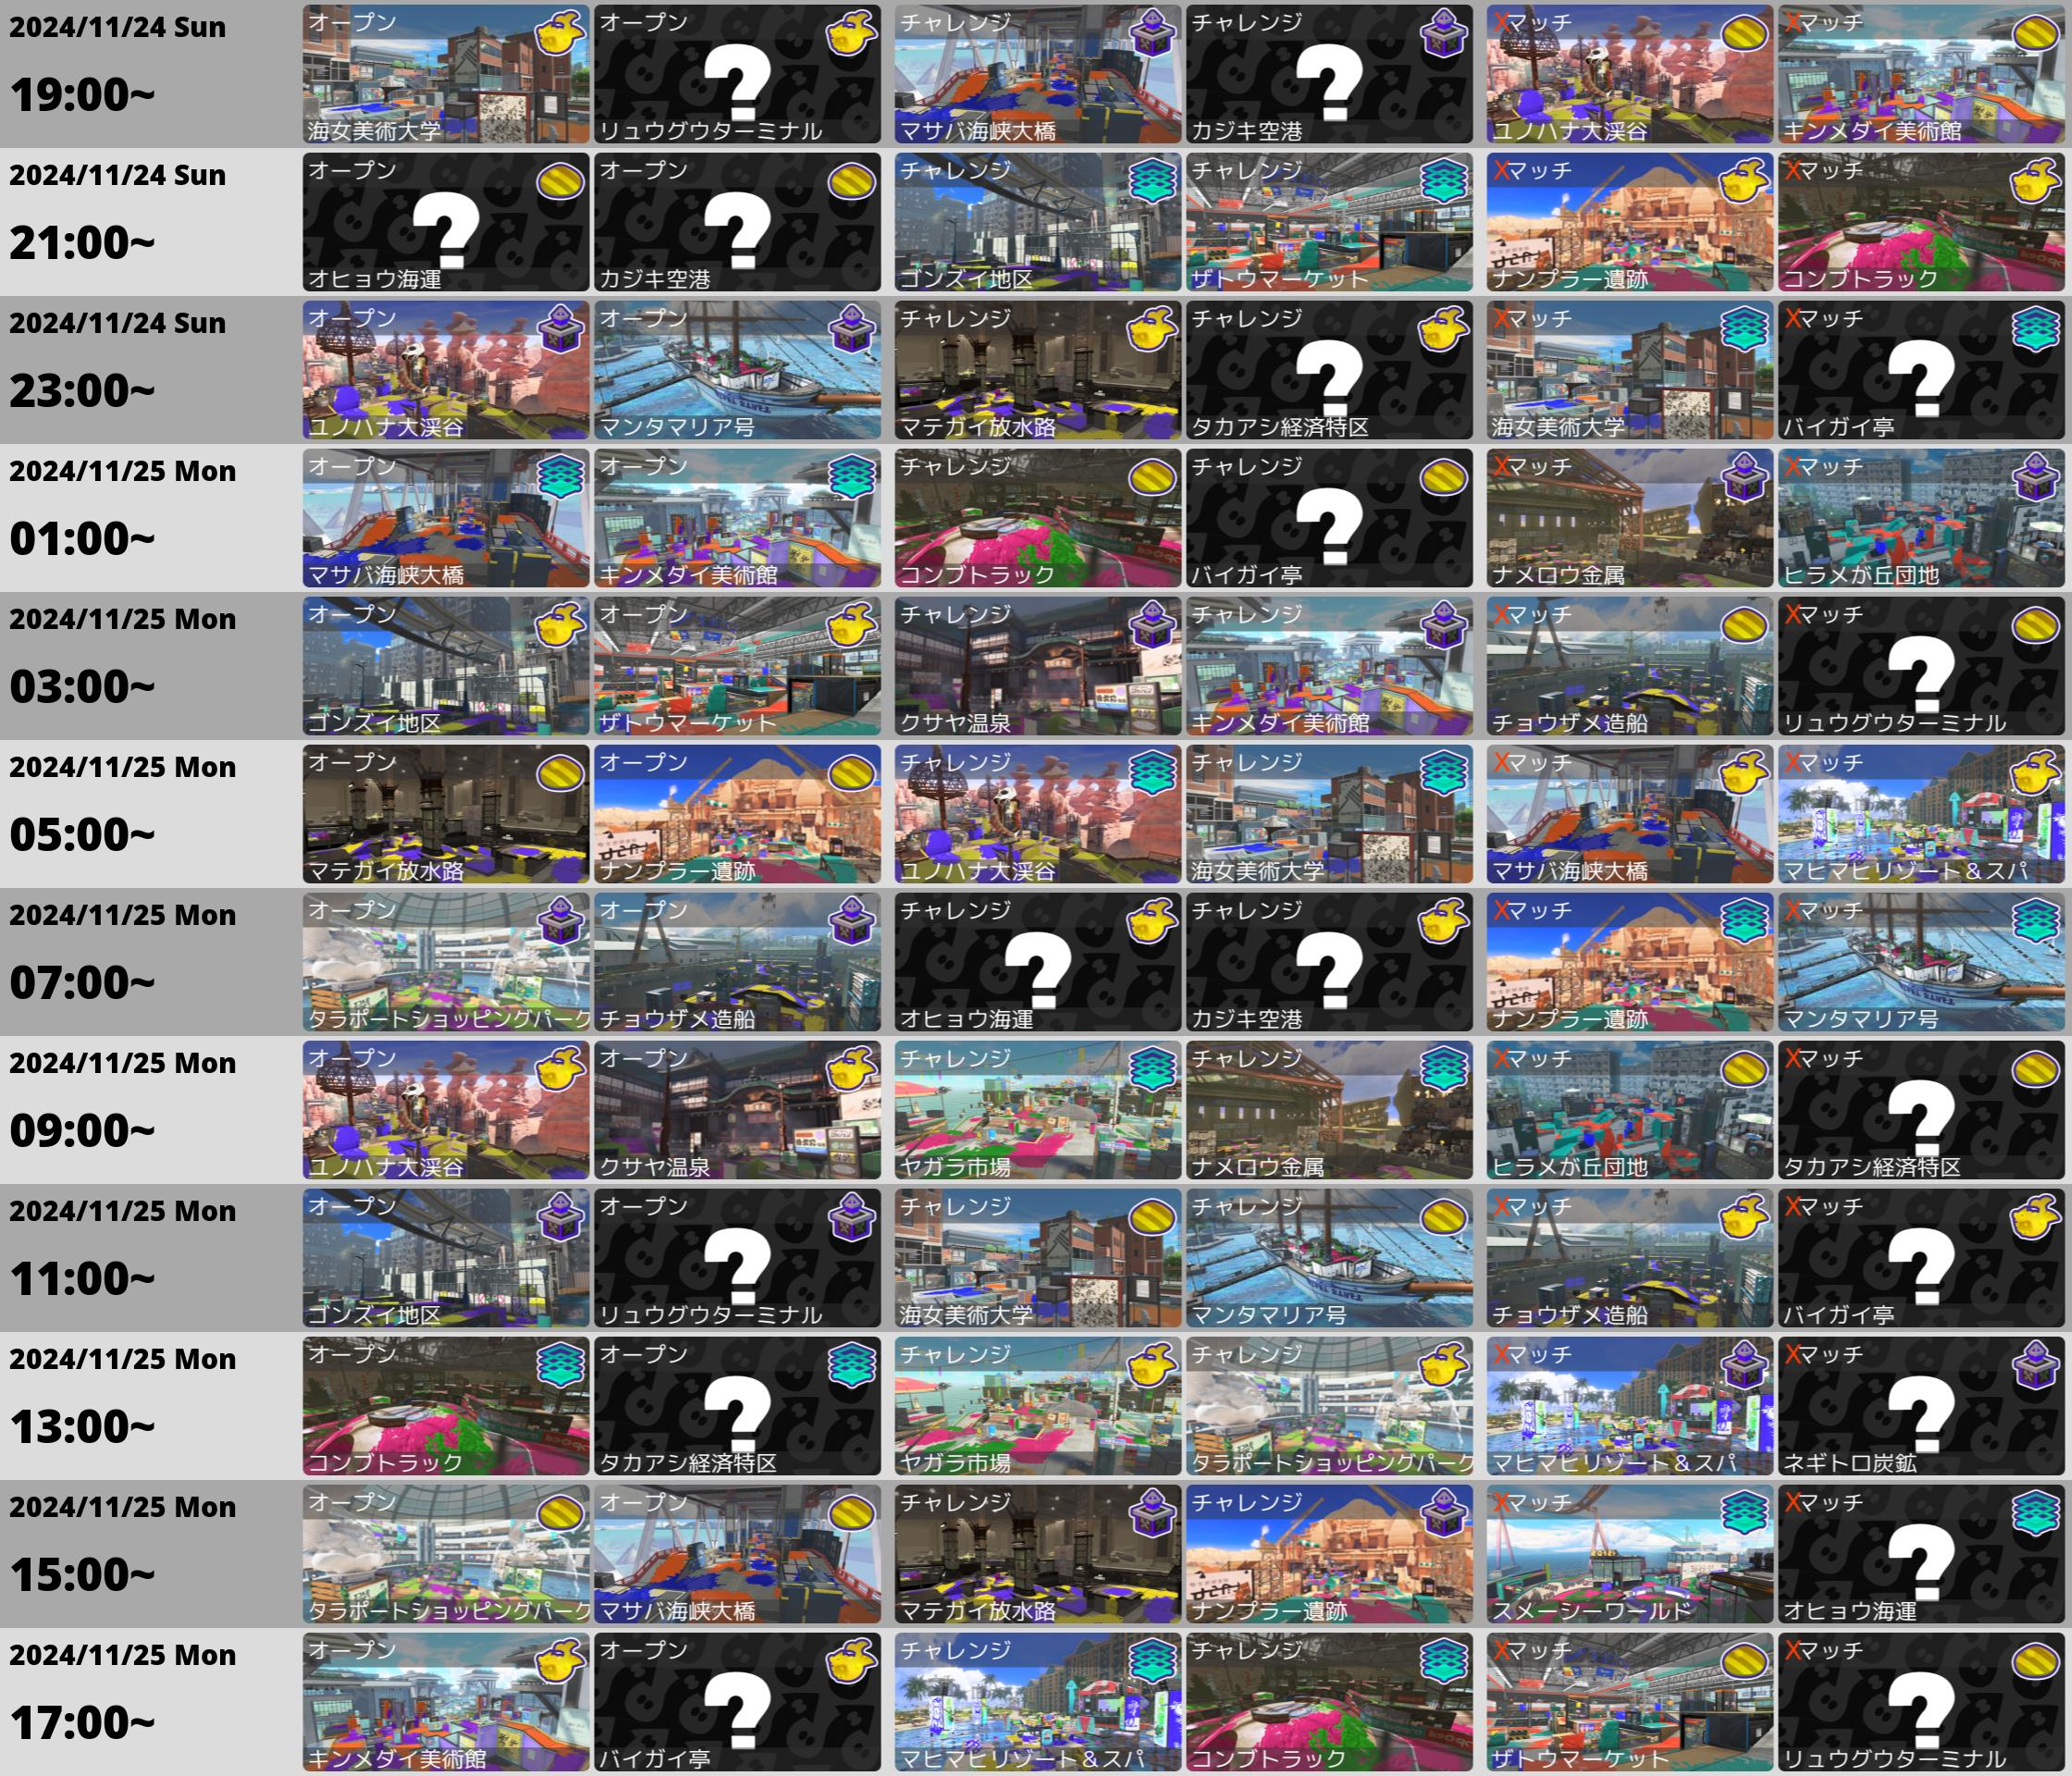 2024/11/24 Sun
19:00~
オープン
海女美術大学
オープン
リュウグウターミナル
チャレンジ
マサバ海峡大橋
チャレンジ
カジキ空港
Xマッチ
ユノハナ大渓谷
Xマッチ
キンメダイ美術館
2024/11/24 Sun
21:00~
オープン
オヒョウ海運
オープン
カジキ空港
チャレンジ
ゴンズイ地区
チャレンジ
ザトウマーケット
Xマッチ
ナンプラー遺跡
Xマッチ
コンブトラック
2024/11/24 Sun
23:00~
オープン
ユノハナ大渓谷
オープン
マンタマリア号
チャレンジ
マテガイ放水路
チャレンジ
タカアシ経済特区
Xマッチ
海女美術大学
Xマッチ
バイガイ亭
2024/11/25 Mon
01:00~
オープン
マサバ海峡大橋
オープン
キンメダイ美術館
チャレンジ
コンブトラック
チャレンジ
バイガイ亭
Xマッチ
ナメロウ金属
Xマッチ
ヒラメが丘団地
2024/11/25 Mon
03:00~
オープン
ゴンズイ地区
オープン
ザトウマーケット
チャレンジ
クサヤ温泉
チャレンジ
キンメダイ美術館
Xマッチ
チョウザメ造船
Xマッチ
リュウグウターミナル
2024/11/25 Mon
05:00~
オープン
マテガイ放水路
オープン
ナンプラー遺跡
チャレンジ
ユノハナ大渓谷
チャレンジ
海女美術大学
Xマッチ
マサバ海峡大橋
Xマッチ
マヒマヒリゾート＆スパ
2024/11/25 Mon
07:00~
オープン
タラポートショッピングパーク
オープン
チョウザメ造船
チャレンジ
オヒョウ海運
チャレンジ
カジキ空港
Xマッチ
ナンプラー遺跡
Xマッチ
マンタマリア号
2024/11/25 Mon
09:00~
オープン
ユノハナ大渓谷
オープン
クサヤ温泉
チャレンジ
ヤガラ市場
チャレンジ
ナメロウ金属
Xマッチ
ヒラメが丘団地
Xマッチ
タカアシ経済特区
2024/11/25 Mon
11:00~
オープン
ゴンズイ地区
オープン
リュウグウターミナル
チャレンジ
海女美術大学
チャレンジ
マンタマリア号
Xマッチ
チョウザメ造船
Xマッチ
バイガイ亭
2024/11/25 Mon
13:00~
オープン
コンブトラック
オープン
タカアシ経済特区
チャレンジ
ヤガラ市場
チャレンジ
タラポートショッピングパーク
Xマッチ
マヒマヒリゾート＆スパ
Xマッチ
ネギトロ炭鉱
2024/11/25 Mon
15:00~
オープン
タラポートショッピングパーク
オープン
マサバ海峡大橋
チャレンジ
マテガイ放水路
チャレンジ
ナンプラー遺跡
Xマッチ
スメーシーワールド
Xマッチ
オヒョウ海運
2024/11/25 Mon
17:00~
オープン
キンメダイ美術館
オープン
バイガイ亭
チャレンジ
マヒマヒリゾート＆スパ
チャレンジ
コンブトラック
Xマッチ
ザトウマーケット
Xマッチ
リュウグウターミナル